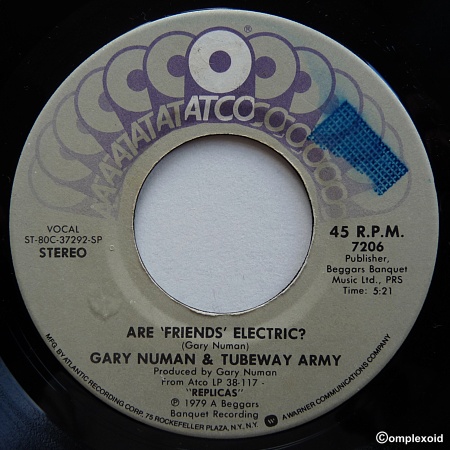 ATCO
®
VOCAL
ST-80C-37292-SP
STEREO
45 R.P.M.
7206
Publisher,
Beggars Banquet
Music Ltd., PRS
Time: 5:21
ARE 'FRIENDS' ELECTRIC?
(Gary Numan)
GARY NUMAN & TUBEWAY ARMY
Produced by Gary Numan
From Atco LP 38-117 -
"REPLICAS"
℗ 1979 A Beggars
Banquet Recording
MFG. BY ATLANTIC RECORDING CORP., 75 ROCKEFELLER PLAZA, N.Y., N.Y.
W A WARNER COMMUNICATIONS COMPANY
©omplexoid